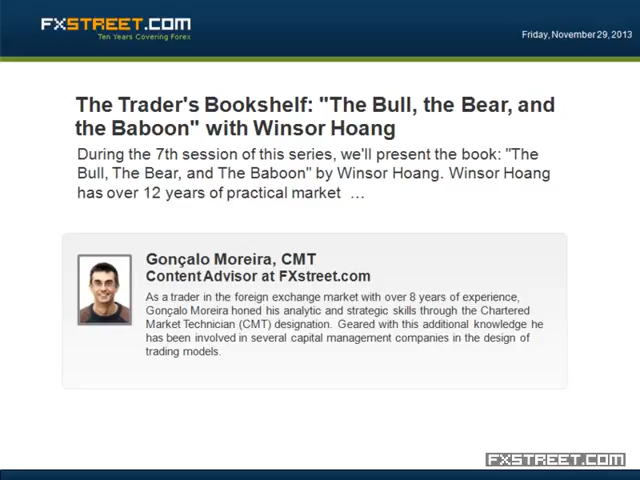 FXSTREET.COM
Ten Years Covering Forex
Friday, November 29, 2013
The Trader's Bookshelf: "The Bull, the Bear, and
the Baboon" with Winsor Hoang
During the 7th session of this series, we'll present the book: "The
Bull, The Bear, and The Baboon" by Winsor Hoang. Winsor Hoang
has over 12 years of practical market ...
Gonçalo Moreira, CMT
Content Advisor at FXstreet.com
As a trader in the foreign exchange market with over 8 years of experience,
Gonçalo Moreira honed his analytic and strategic skills through the Chartered
Market Technician (CMT) designation. Geared with this additional knowledge he
has been involved in several capital management companies in the design of
trading models.
FXSTREET.COM